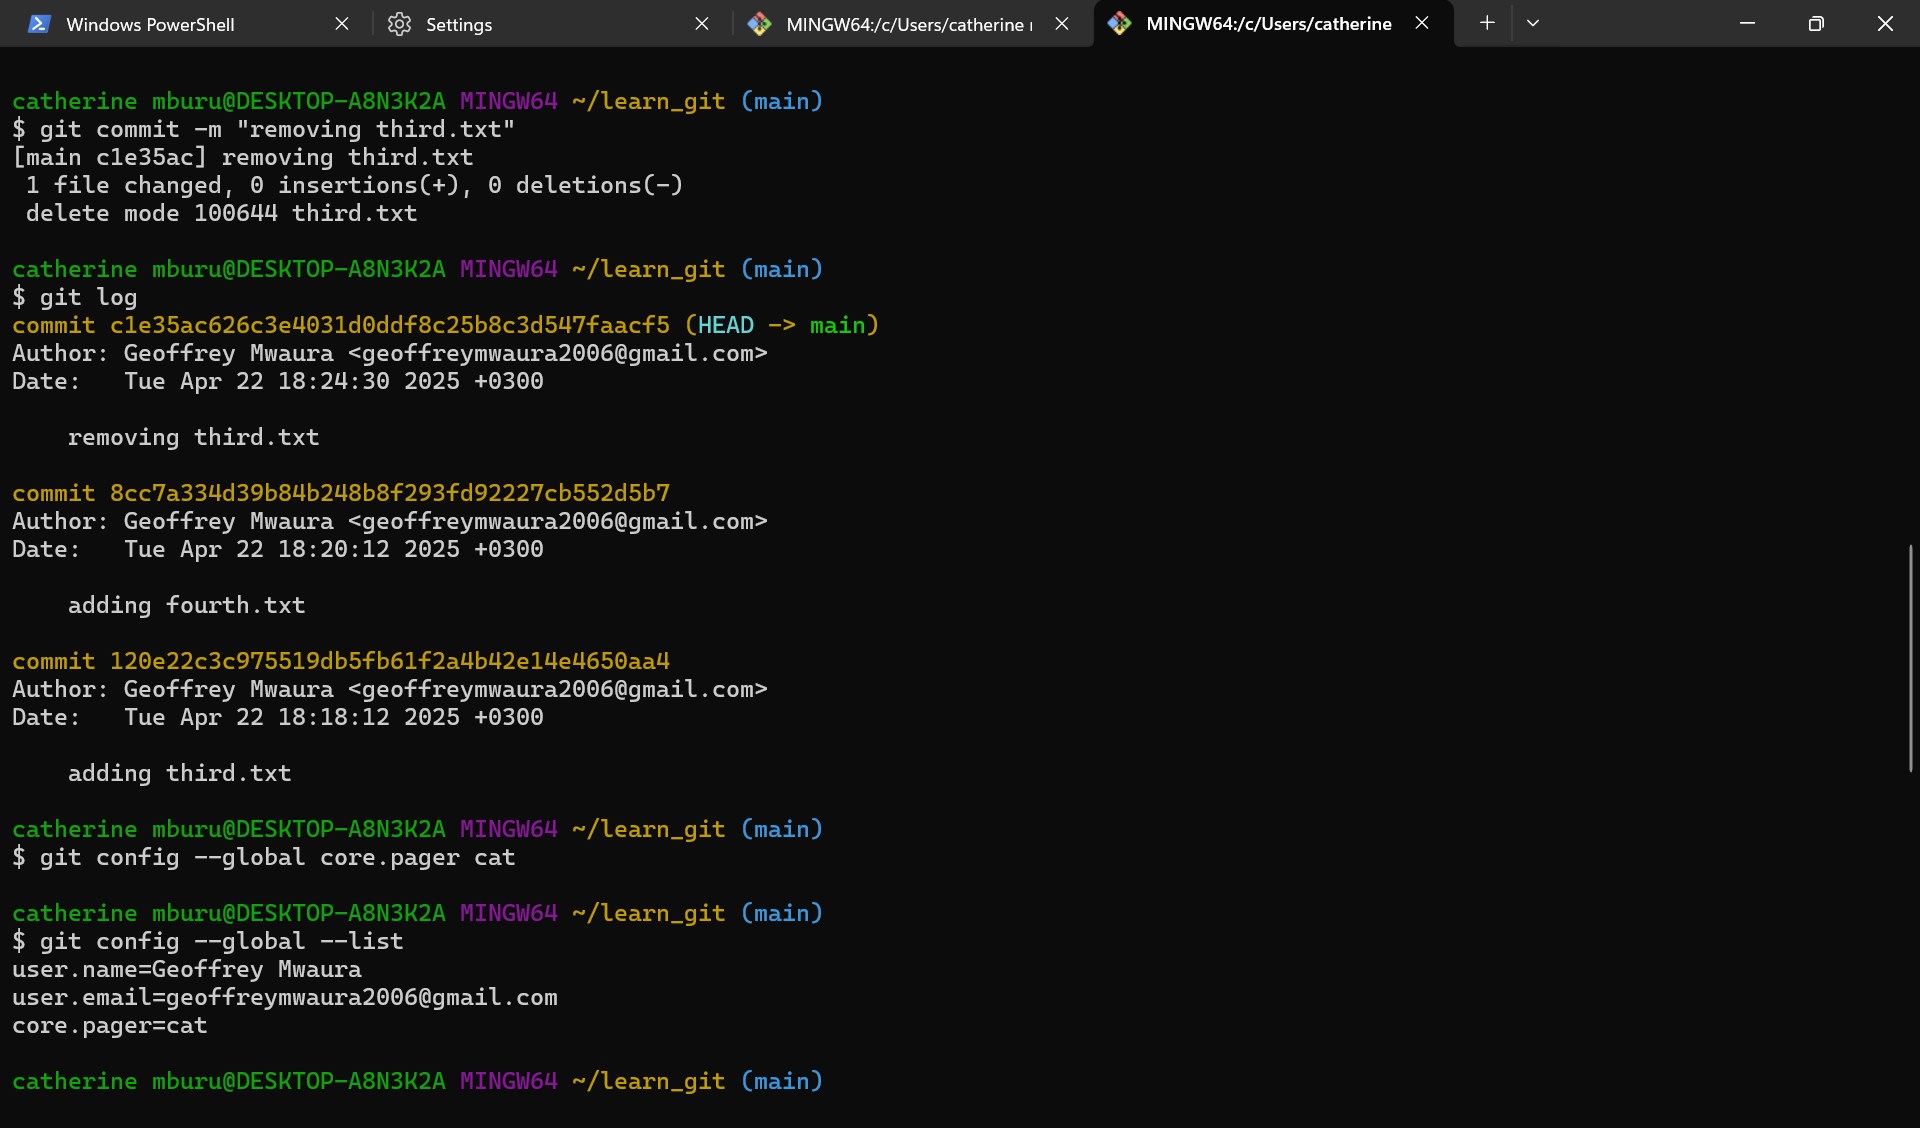 Windows PowerShell
Settings
MINGW64:/c/Users/catherine
MINGW64:/c/Users/catherine
catherine mburu@DESKTOP-A8N3K2A MINGW64 ~/learn_git (main)
$ git commit -m "removing third.txt"
[main c1e35ac] removing third.txt
 1 file changed, 0 insertions(+), 0 deletions(-)
 delete mode 100644 third.txt
catherine mburu@DESKTOP-A8N3K2A MINGW64 ~/learn_git (main)
$ git log
commit c1e35ac626c3e4031d0ddf8c25b8c3d547faacf5 (HEAD -> main)
Author: Geoffrey Mwaura <geoffreymwaura2006@gmail.com>
Date:   Tue Apr 22 18:24:30 2025 +0300
    removing third.txt
commit 8cc7a334d39b84b248b8f293fd92227cb552d5b7
Author: Geoffrey Mwaura <geoffreymwaura2006@gmail.com>
Date:   Tue Apr 22 18:20:12 2025 +0300
    adding fourth.txt
commit 120e22c3c975519db5fb61f2a4b42e14e4650aa4
Author: Geoffrey Mwaura <geoffreymwaura2006@gmail.com>
Date:   Tue Apr 22 18:18:12 2025 +0300
    adding third.txt
catherine mburu@DESKTOP-A8N3K2A MINGW64 ~/learn_git (main)
$ git config --global core.pager cat
catherine mburu@DESKTOP-A8N3K2A MINGW64 ~/learn_git (main)
$ git config --global --list
user.name=Geoffrey Mwaura
user.email=geoffreymwaura2006@gmail.com
core.pager=cat
catherine mburu@DESKTOP-A8N3K2A MINGW64 ~/learn_git (main)